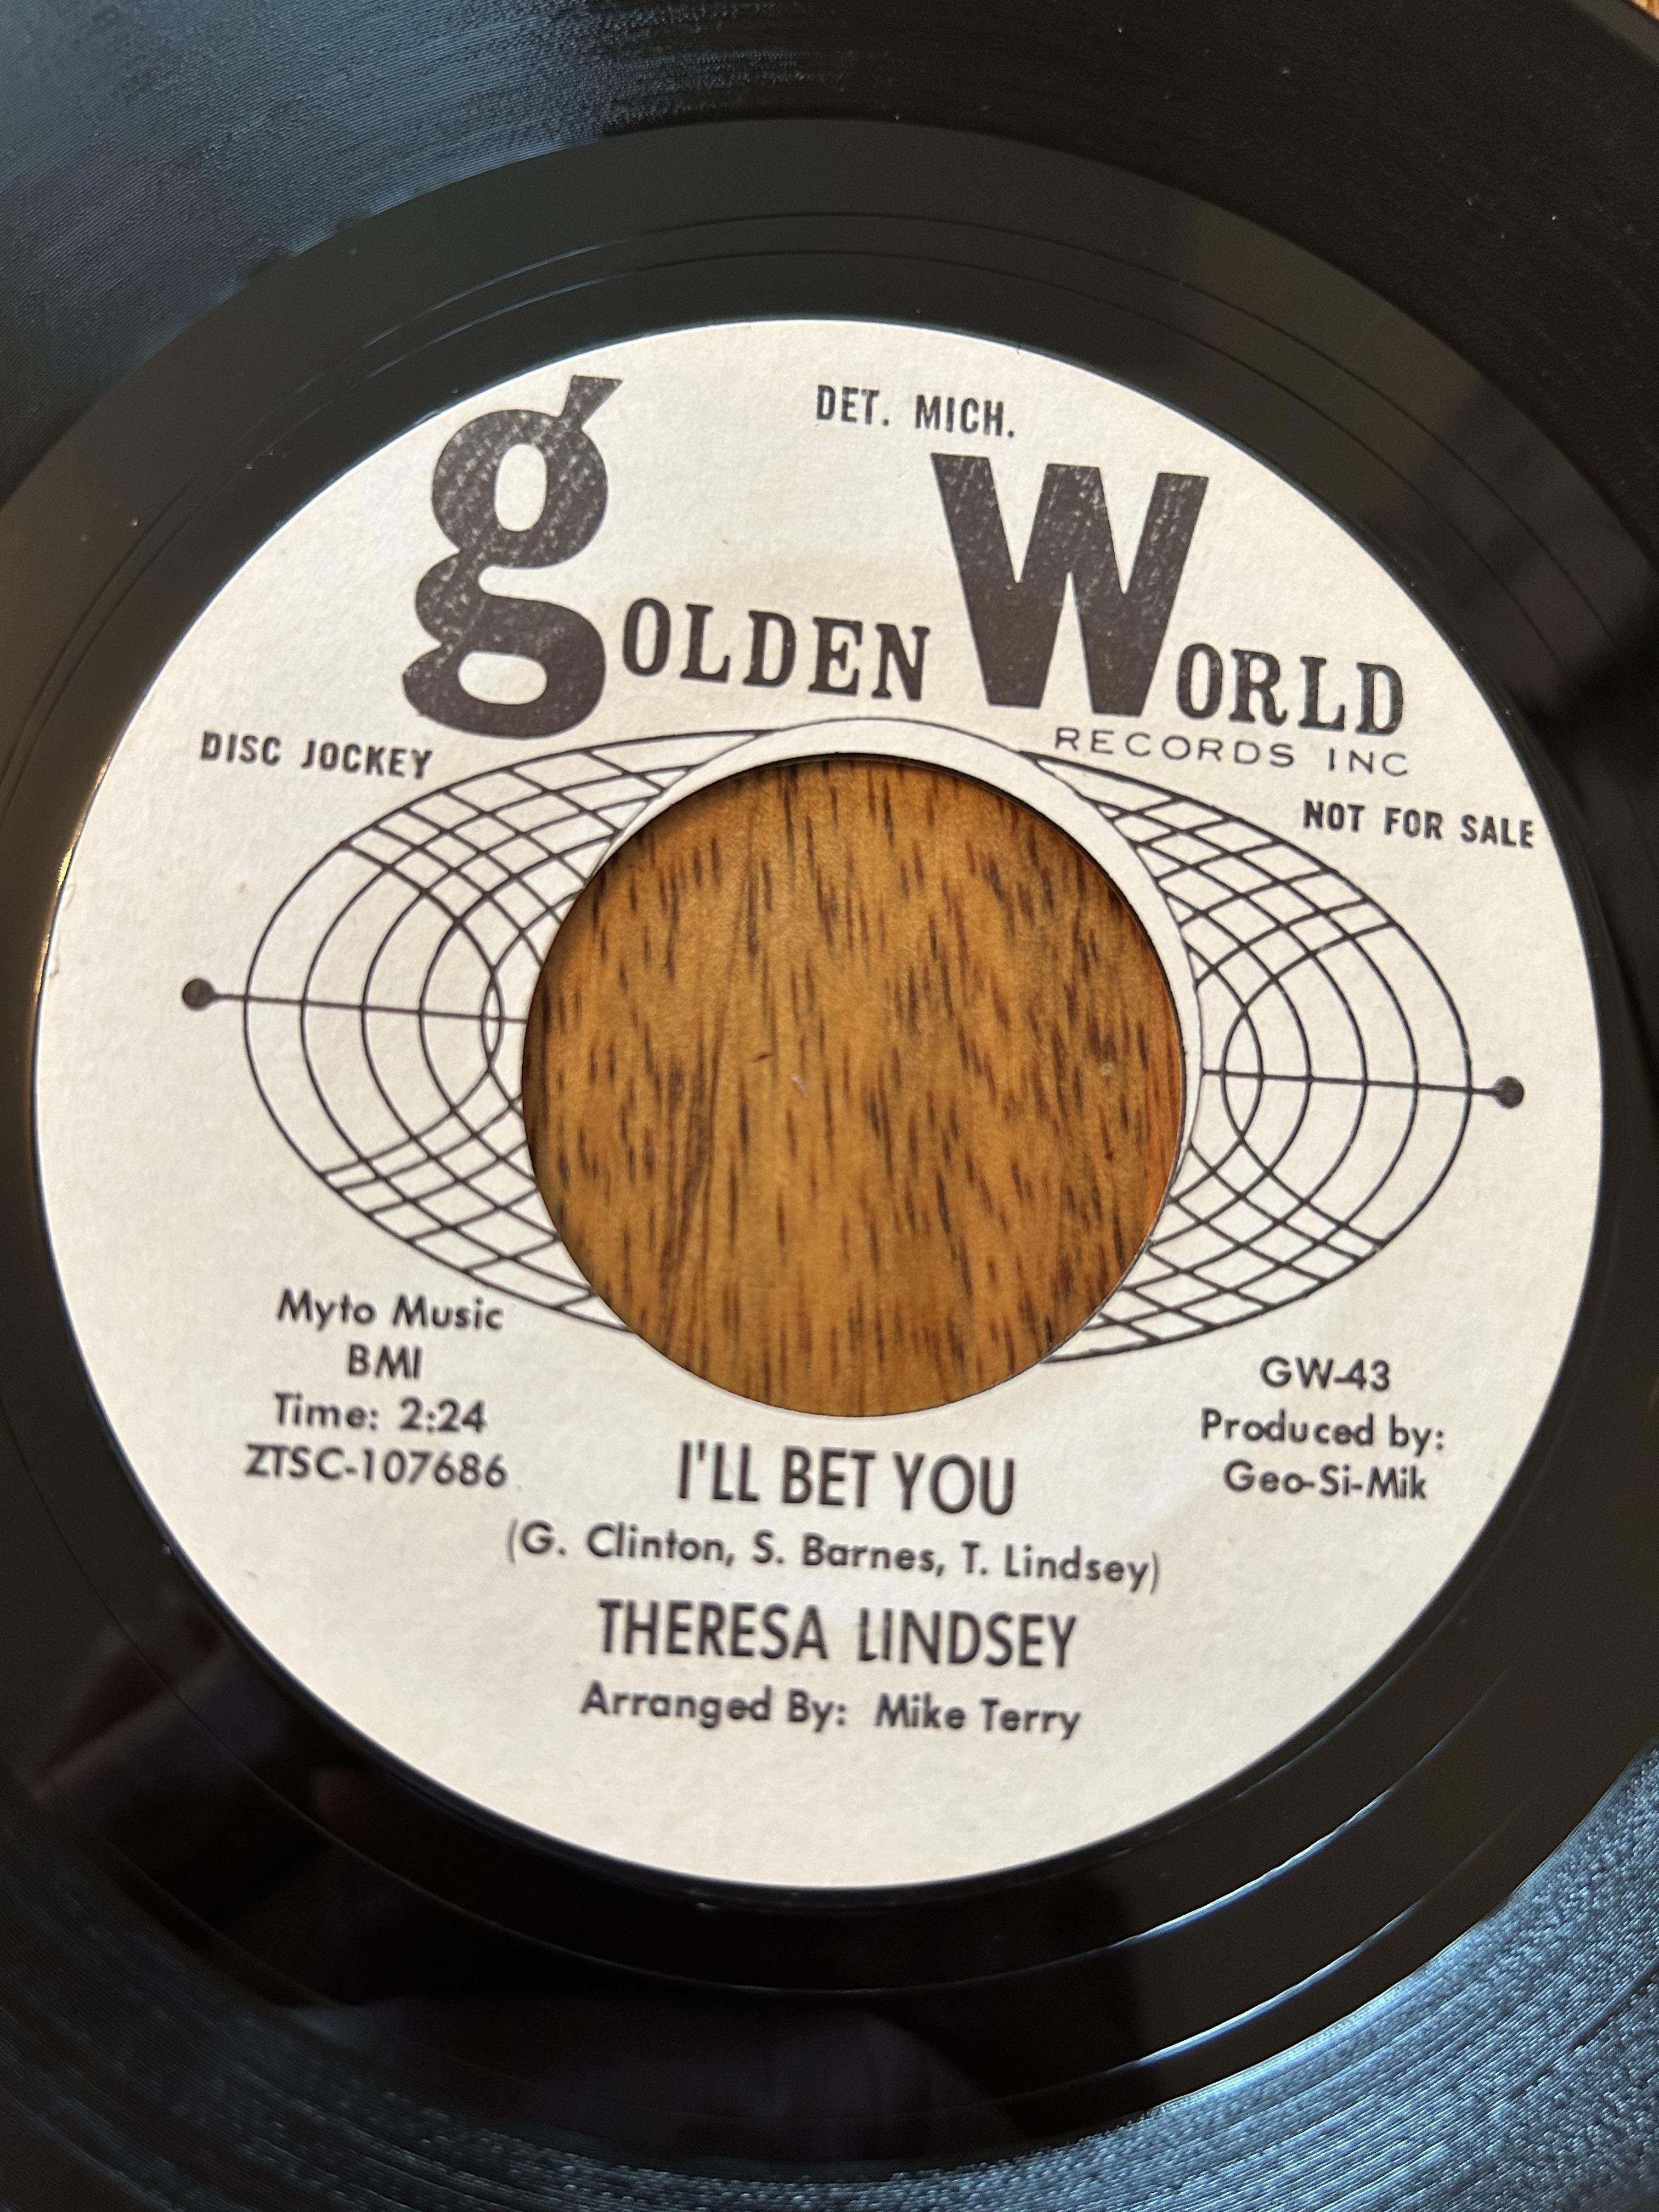 DET. MICH.
gOLDEN WORLD
RECORDS INC
DISC JOCKEY
NOT FOR SALE
Myto Music
BMI
Time: 2:24
ZTSC-107686
GW-43
Produced by:
Geo-Si-Mik
I'LL BET YOU
(G. Clinton, S. Barnes, T. Lindsey)
THERESA LINDSEY
Arranged By: Mike Terry